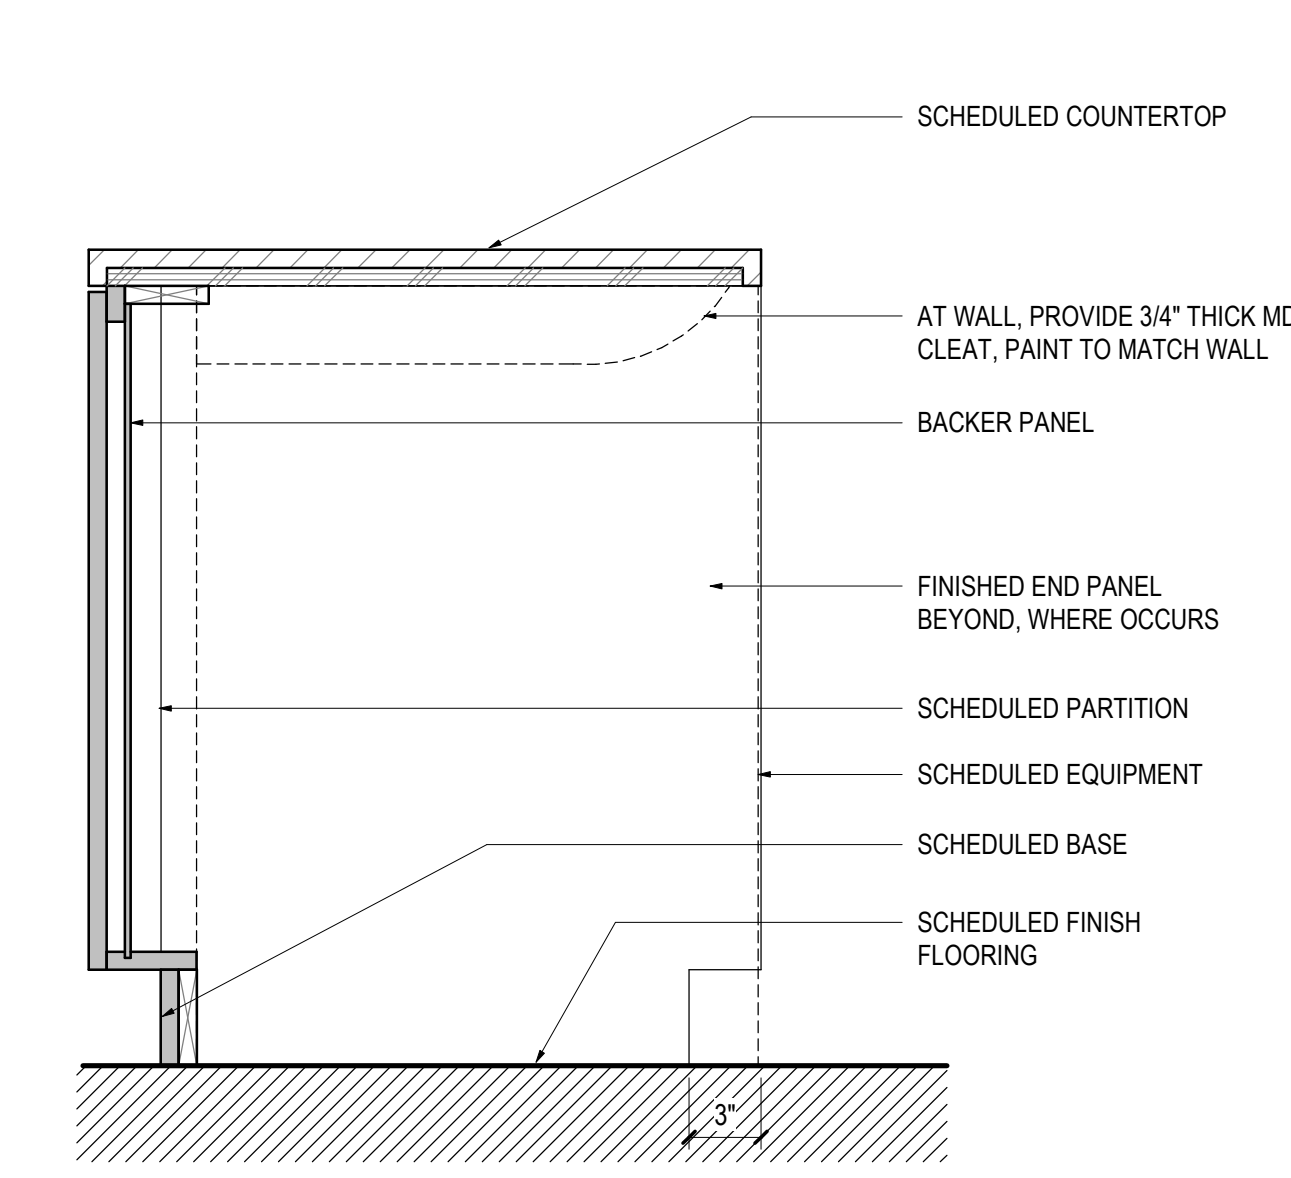 SCHEDULED COUNTERTOP
AT WALL, PROVIDE 3/4" THICK
CLEAT, PAINT TO MATCH WALL
BACKER PANEL
FINISHED END PANEL
BEYOND, WHERE OCCURS
SCHEDULED PARTITION
SCHEDULED EQUIPMENT
SCHEDULED BASE
SCHEDULED FINISH
FLOORING
3"